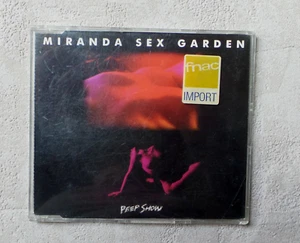 MIRANDA SEX GARDEN
fnac
IMPORT
PEEP SHOW